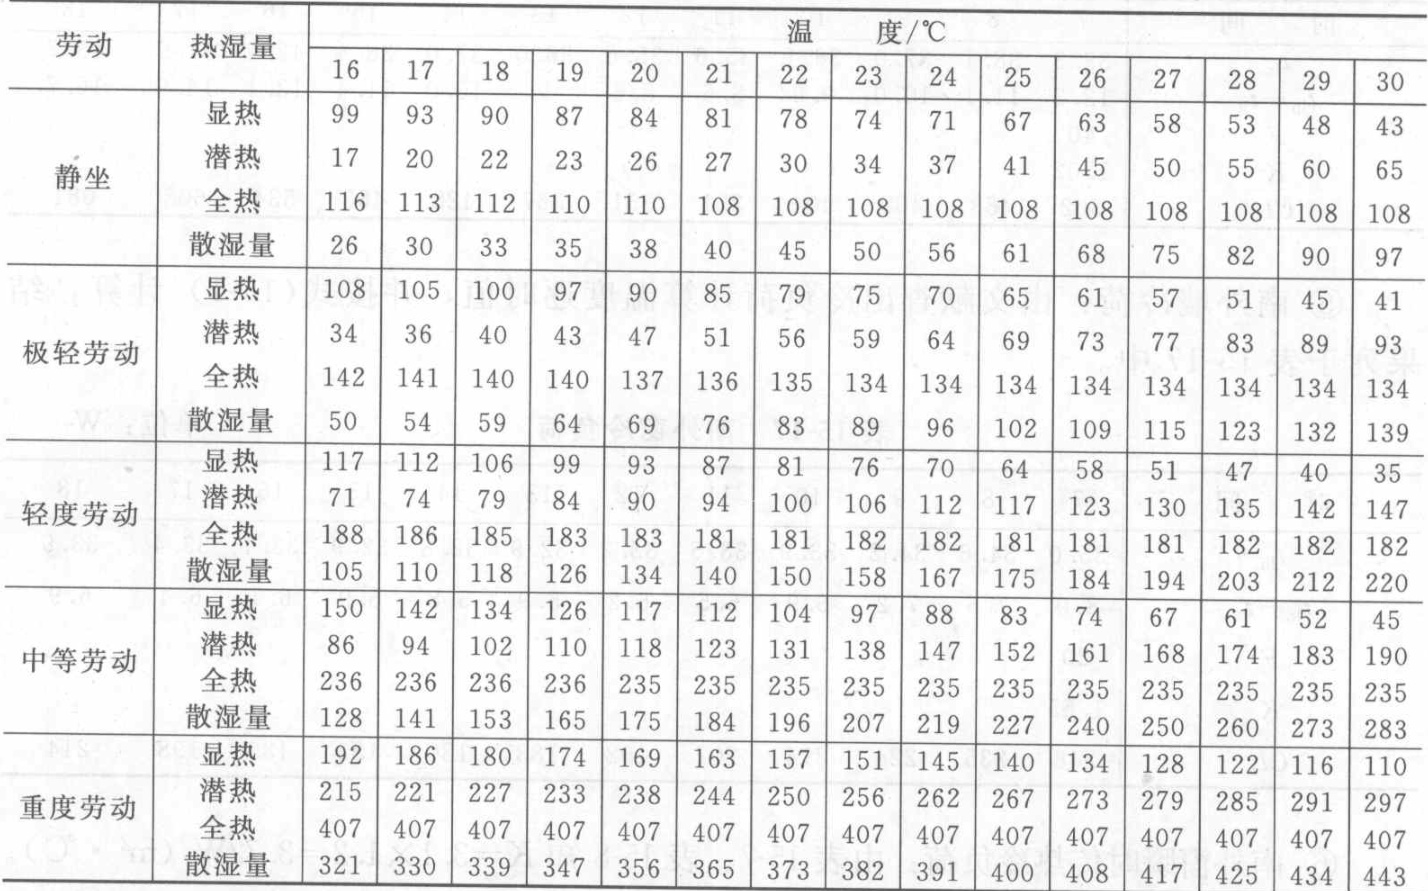 劳动 热湿量 温 度/℃
16 17 18 19 20 21 22 23 24 25 26 27 28 29 30
静坐
显热 99 93 90 87 84 81 78 74 71 67 63 58 53 48 43
潜热 17 20 22 23 26 27 30 34 37 41 45 50 55 60 65
全热 116 113 112 110 110 108 108 108 108 108 108 108 108 108 108
散湿量 26 30 33 35 38 40 45 50 56 61 68 75 82 90 97
极轻劳动
显热 108 105 100 97 90 85 79 75 70 65 61 57 51 45 41
潜热 34 36 40 43 47 51 56 59 64 69 73 77 83 89 93
全热 142 141 140 140 137 136 135 134 134 134 134 134 134 134 134
散湿量 50 54 59 64 69 76 83 89 96 102 109 115 123 132 139
轻度劳动
显热 117 112 106 99 93 87 81 76 70 64 58 51 47 40 35
潜热 71 74 79 84 90 94 100 106 112 117 123 130 135 142 147
全热 188 186 185 183 183 181 181 182 182 181 181 181 182 182 182
散湿量 105 110 118 126 134 140 150 158 167 175 184 194 203 212 220
中等劳动
显热 150 142 134 126 117 112 104 97 88 83 74 67 61 52 45
潜热 86 94 102 110 118 123 131 138 147 152 161 168 174 183 190
全热 236 236 236 236 235 235 235 235 235 235 235 235 235 235 235
散湿量 128 141 153 165 175 184 196 207 219 227 240 250 260 273 283
重度劳动
显热 192 186 180 174 169 163 157 151 145 140 134 128 122 116 110
潜热 215 221 227 233 238 244 250 256 262 267 273 279 285 291 297
全热 407 407 407 407 407 407 407 407 407 407 407 407 407 407 407
散湿量 321 330 339 347 356 365 373 382 391 400 408 417 425 434 443